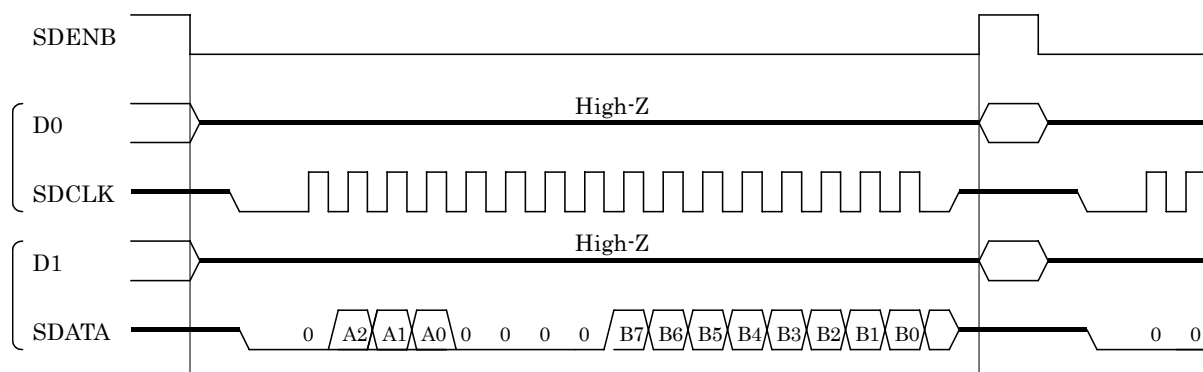 SDENB
High-Z
D0
SDCLK
High-Z
D1
SDATA 0 A2 A1 A0 0 0 0 0 B7 B6 B5 B4 B3 B2 B1 B0 0 0